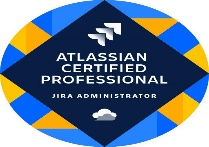 ATLASSIAN
CERTIFIED
PROFESSIONAL
JIRA ADMINISTRATOR